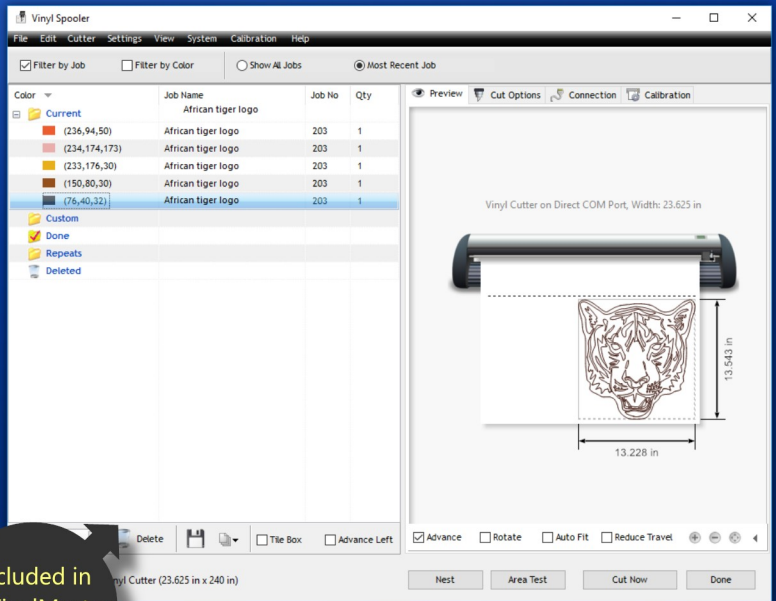 Vinyl Spooler
File Edit Cutter Settings View System Calibration Help
Filter by Job Filter by Color Show All Jobs Most Recent Job
Color Job Name Job No Qty
Current African tiger logo
(236,94,50) African tiger logo 203 1
(234,174,173) African tiger logo 203 1
(233,176,30) African tiger logo 203 1
(150,80,30) African tiger logo 203 1
(76,40,32) African tiger logo 203 1
Custom
Done
Repeats
Deleted
Preview Cut Options Connection Calibration
Vinyl Cutter on Direct COM Port, Width: 23.625 in
13.543 in
13.228 in
Delete Tile Box Advance Left
Advance Rotate Auto Fit Reduce Travel
Cutter (23.625 in x 240 in)
Nest Area Test Cut Now Done
in